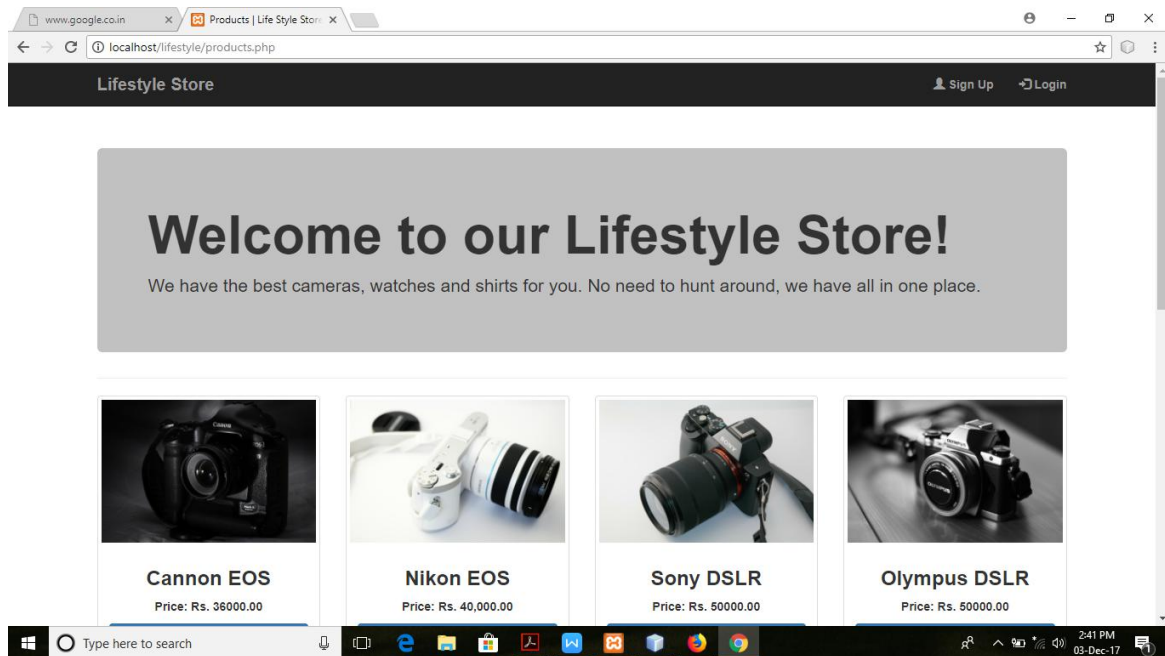 www.google.co.in
Products | Life Style Store
localhost/lifestyle/products.php
Lifestyle Store
Sign Up
Login
Welcome to our Lifestyle Store!
We have the best cameras, watches and shirts for you. No need to hunt around, we have all in one place.
Canon
SONY
OLYMPUS
OLYMPUS
Cannon EOS
Nikon EOS
Sony DSLR
Olympus DSLR
Price: Rs. 36000.00
Price: Rs. 40,000.00
Price: Rs. 50000.00
Price: Rs. 50000.00
Type here to search
2:41 PM
03-Dec-17